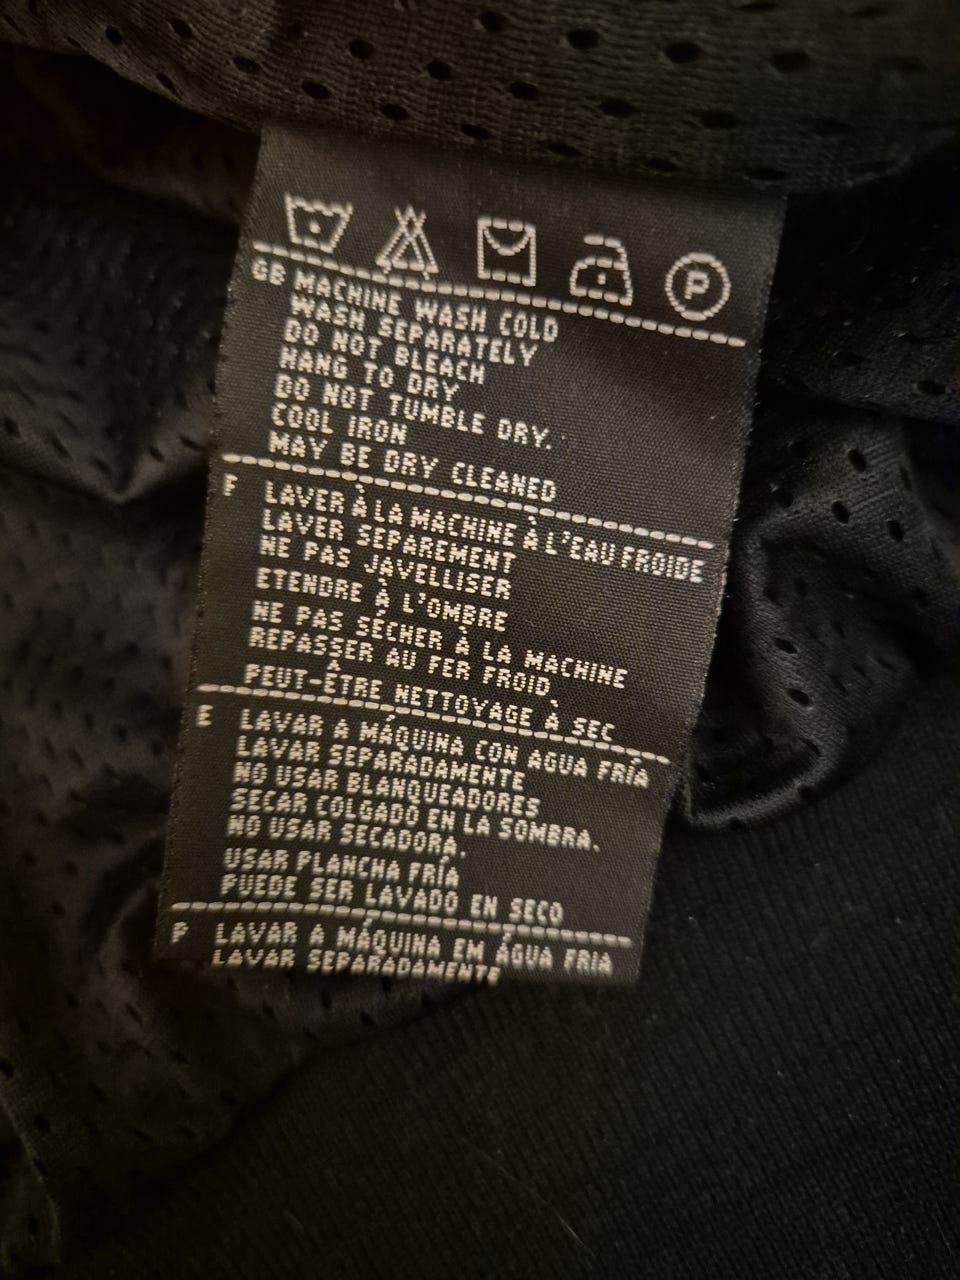 P
GB MACHINE WASH COLD
WASH SEPARATELY
DO NOT BLEACH
HANG TO DRY
DO NOT TUMBLE DRY.
COOL IRON
MAY BE DRY CLEANED
F LAVER À LA MACHINE À L'EAU FROIDE
LAVER SEPAREMENT
NE PAS JAVELLISER
ETENDRE À L'OMBRE
NE PAS SÉCHER À LA MACHINE
REPASSER AU FER FROID
PEUT-ÊTRE NETTOYAGE À SEC
E LAVAR A MÁQUINA CON AGUA FRÍA
LAVAR SEPARADAMENTE
NO USAR BLANQUEADORES
SECAR COLGADO EN LA SOMBRA.
NO USAR SECADORA.
USAR PLANCHA FRÍA
PUEDE SER LAVADO EN SECO
P LAVAR A MÁQUINA EM ÁGUA FRIA
LAVAR SEPARADAMENTE